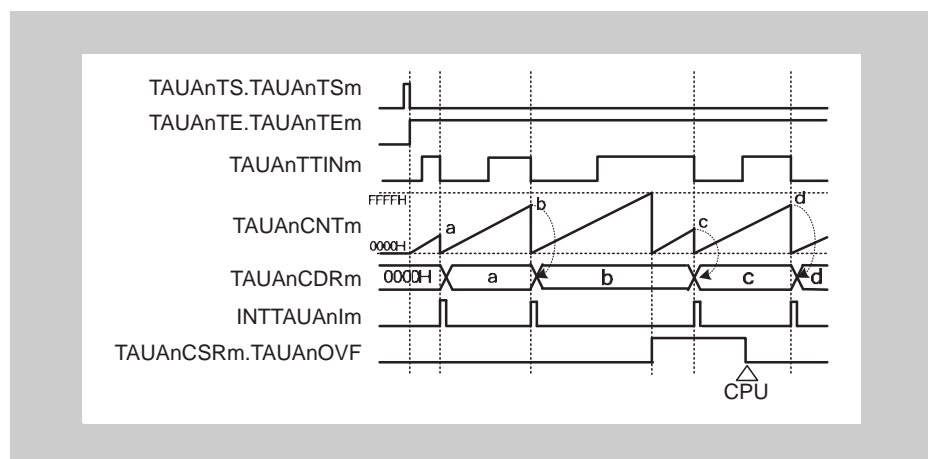 TAUAnTS.TAUAnTSm
TAUAnTE.TAUAnTEm
TAUAnTTINm
FFFFH
TAUAnCNTm
0000H
a
b
c
d
TAUAnCDRm
0000H
a
b
c
d
INTTAUAnIm
TAUAnCSRm.TAUAnOVF
CPU